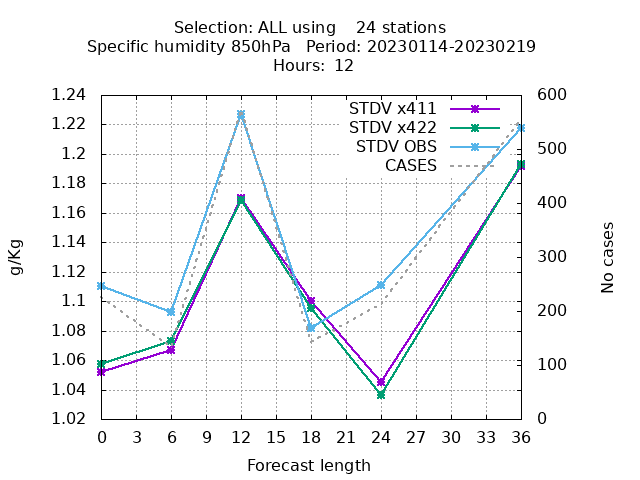 Selection: ALL using    24 stations
Specific humidity 850hPa   Period: 20230114-20230219
Hours:  12
1.24
1.22
1.2
1.18
1.16
1.14
1.12
1.1
1.08
1.06
1.04
1.02
g/Kg
STDV x411
STDV x422
STDV OBS
CASES
600
500
400
300
200
100
0
No cases
0 3 6 9 12 15 18 21 24 27 30 33 36
Forecast length